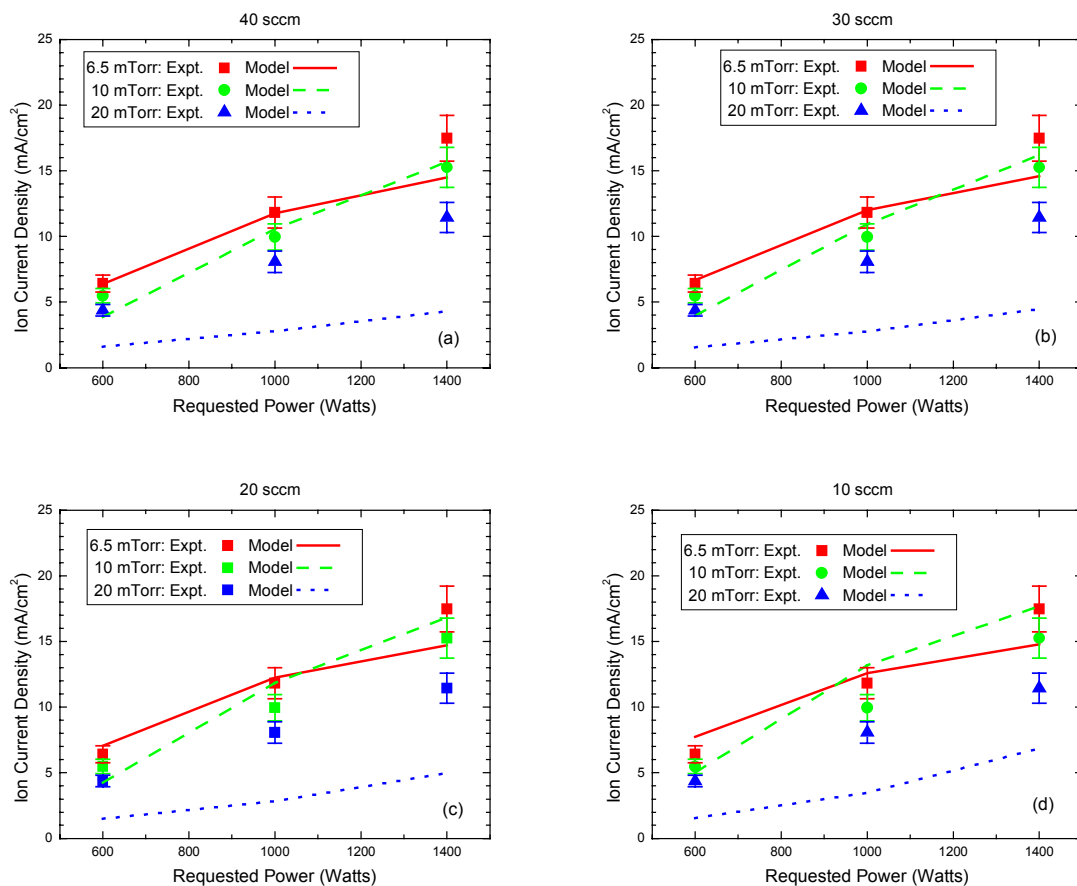 40 sccm
25
20
15
10
5
0
Ion Current Density (mA/cm²)
6.5 mTorr: Expt. Model
10 mTorr: Expt. Model
20 mTorr: Expt. Model
(a)
600 800 1000 1200 1400
Requested Power (Watts)
30 sccm
25
20
15
10
5
0
Ion Current Density (mA/cm²)
6.5 mTorr: Expt. Model
10 mTorr: Expt. Model
20 mTorr: Expt. Model
(b)
600 800 1000 1200 1400
Requested Power (Watts)
20 sccm
25
20
15
10
5
0
Ion Current Density (mA/cm²)
6.5 mTorr: Expt. Model
10 mTorr: Expt. Model
20 mTorr: Expt. Model
(c)
600 800 1000 1200 1400
Requested Power (Watts)
10 sccm
25
20
15
10
5
0
Ion Current Density (mA/cm²)
6.5 mTorr: Expt. Model
10 mTorr: Expt. Model
20 mTorr: Expt. Model
(d)
600 800 1000 1200 1400
Requested Power (Watts)